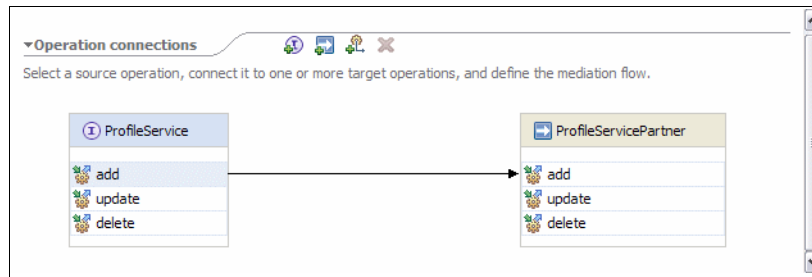 Operation connections
Select a source operation, connect it to one or more target operations, and define the mediation flow.
I ProfileService
ProfileServicePartner
add
add
update
update
delete
delete